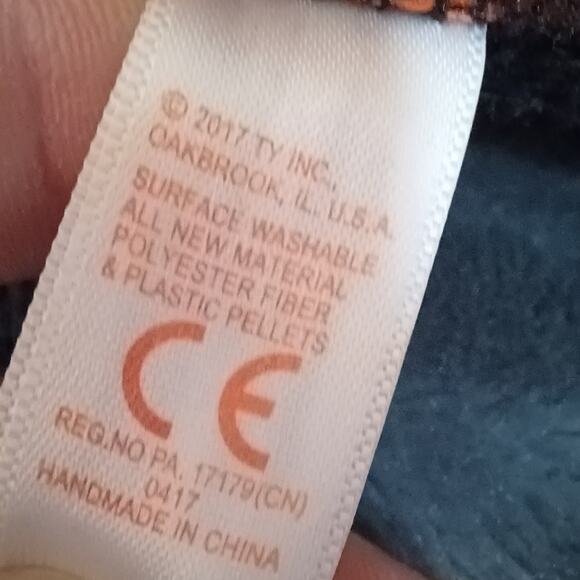 © 2017 TY INC.,
OAKBROOK, IL. U.S.A.
SURFACE WASHABLE
ALL NEW MATERIAL
POLYESTER FIBER
& PLASTIC PELLETS
CE
REG.NO PA. 17179(CN)
0417
HANDMADE IN CHINA